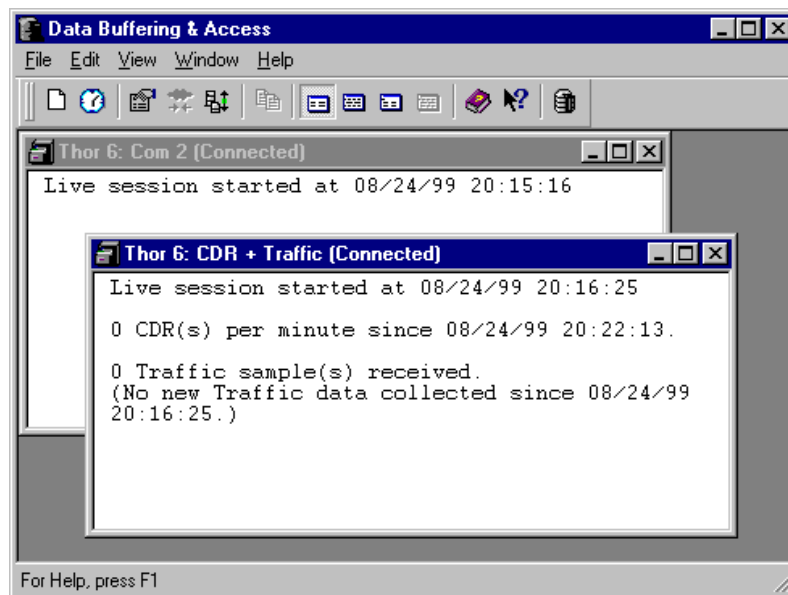 Data Buffering & Access
File Edit View Window Help
Thor 6: Com 2 (Connected)
Live session started at 08/24/99 20:15:16
Thor 6: CDR + Traffic (Connected)
Live session started at 08/24/99 20:16:25
0 CDR(s) per minute since 08/24/99 20:22:13.
0 Traffic sample(s) received.
(No new Traffic data collected since 08/24/99
20:16:25.)
For Help, press F1